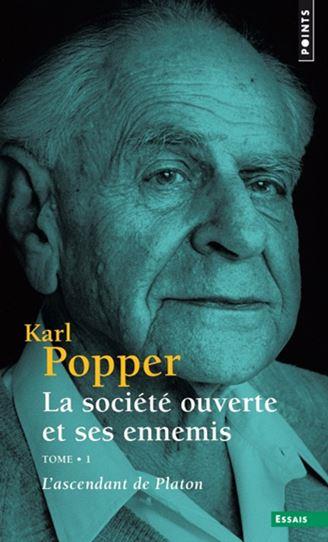 POINTS
Karl
Popper
La société ouverte
et ses ennemis
TOME • 1
L'ascendant de Platon
ESSAIS